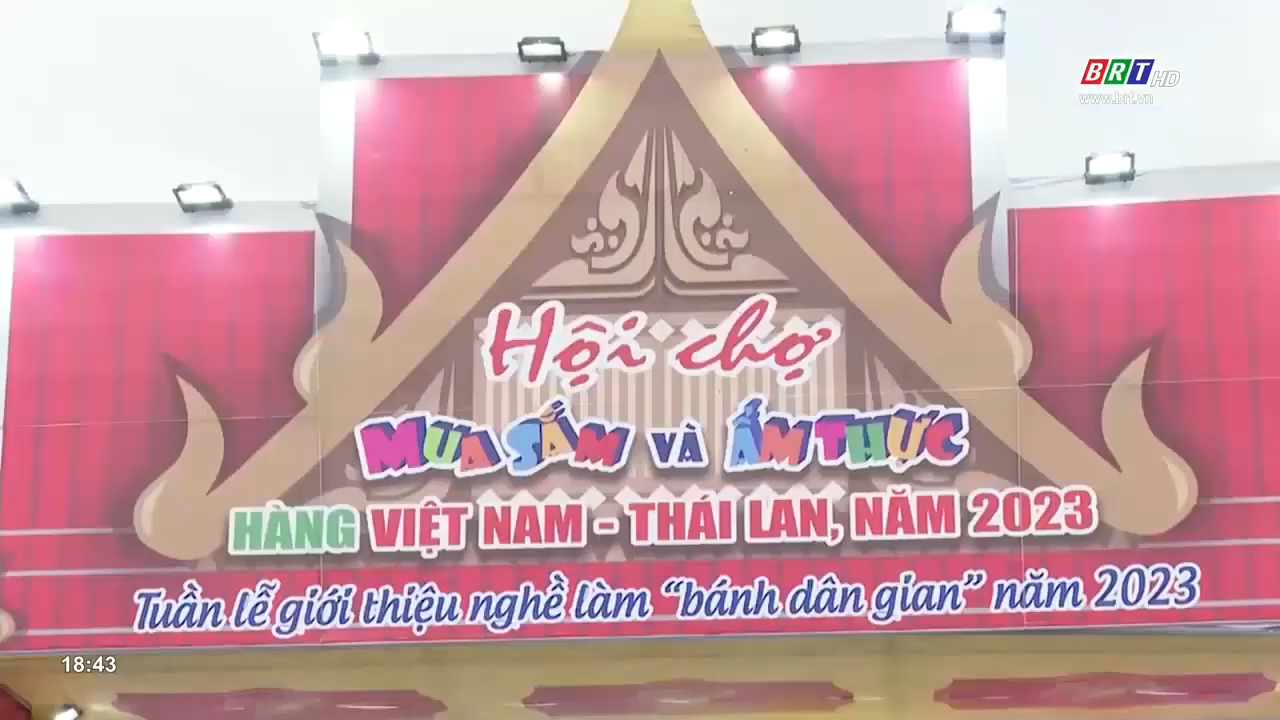 BRT HD
www.brt.vn
Hội chợ
MUA SẮM VÀ ẨM THỰC
HÀNG VIỆT NAM - THÁI LAN, NĂM 2023
Tuần lễ giới thiệu nghề làm “bánh dân gian” năm 2023
18:43